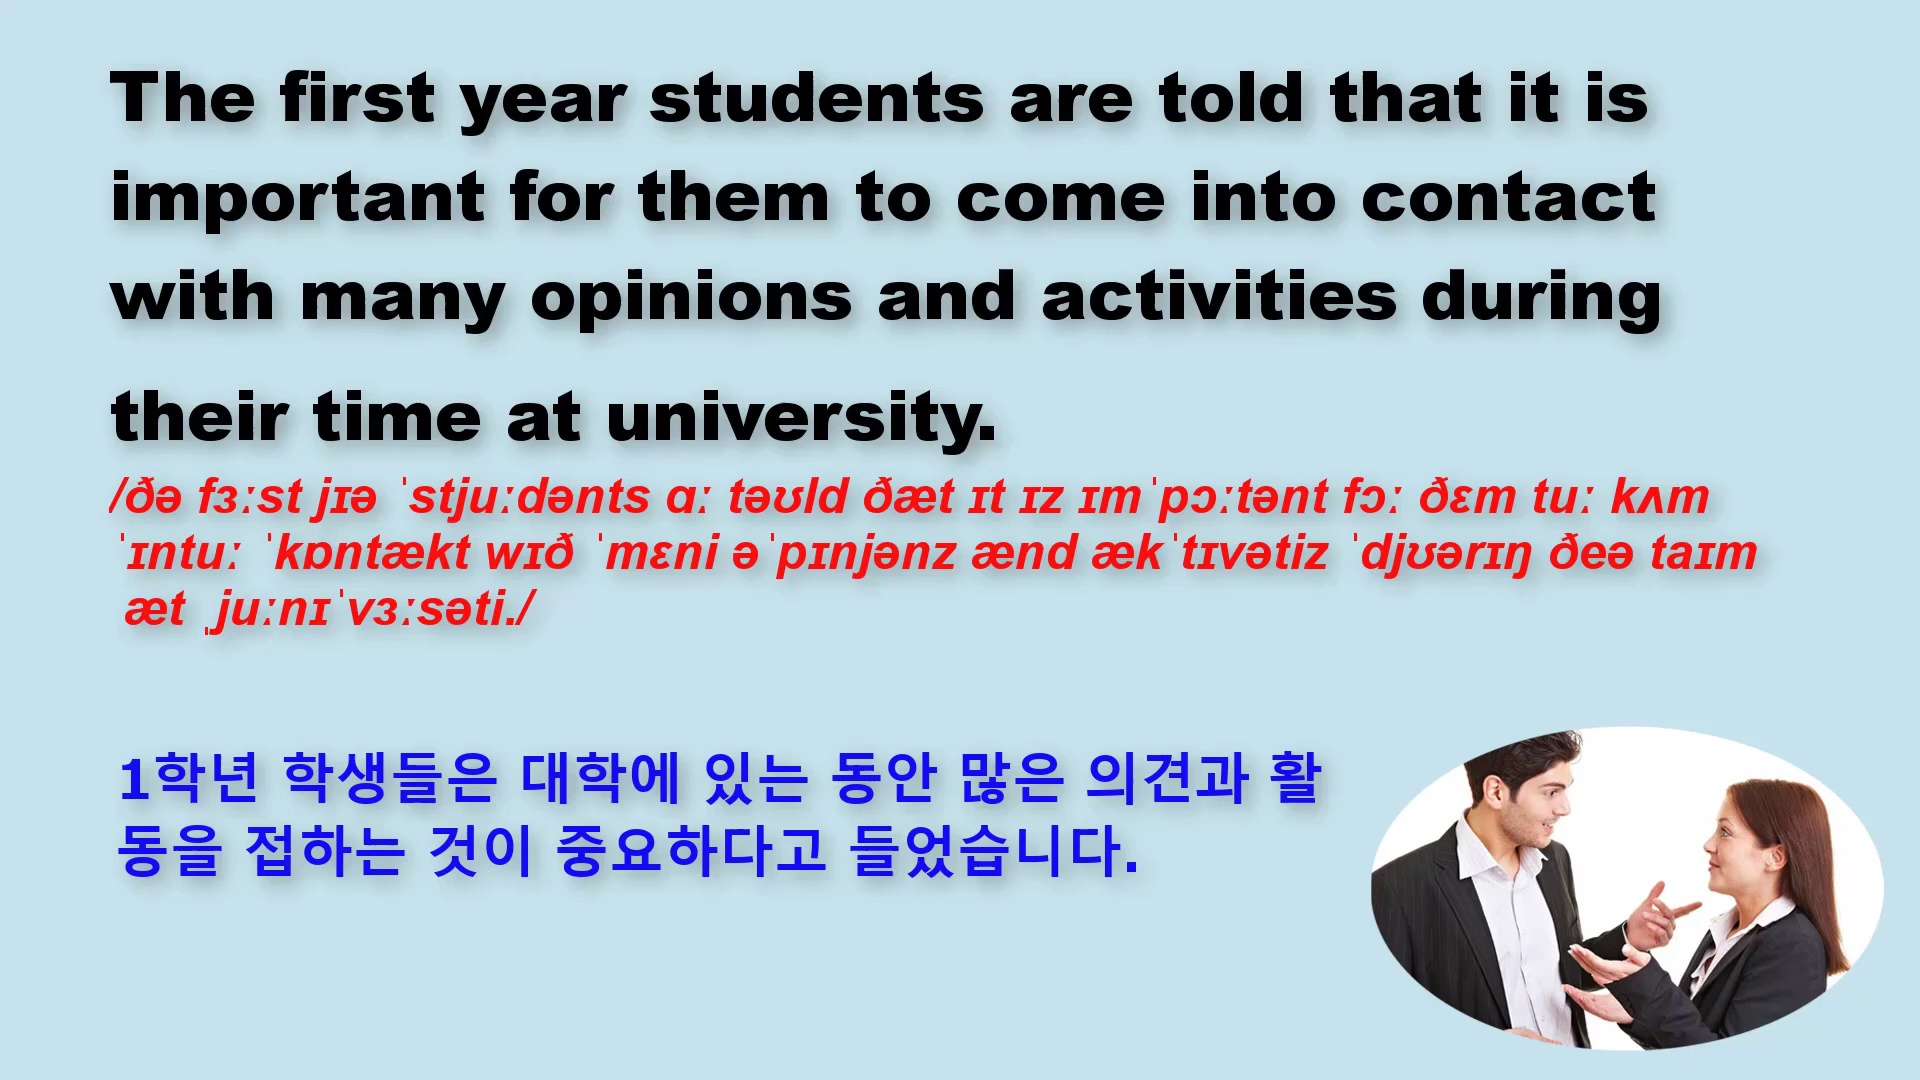 The first year students are told that it is
important for them to come into contact
with many opinions and activities during
their time at university.
/ðə fɜːst jɪə ˈstjuːdənts ɑː təʊld ðæt ɪt ɪz ɪmˈpɔːtənt fɔː ðɛm tuː kʌm
ˈɪntuː ˈkɒntækt wɪð ˈmɛni əˈpɪnjənz ænd ækˈtɪvətiz ˈdjʊərɪŋ ðeə taɪm
æt ˌjuːnɪˈvɜːsəti./
1학년 학생들은 대학에 있는 동안 많은 의견과 활
동을 접하는 것이 중요하다고 들었습니다.